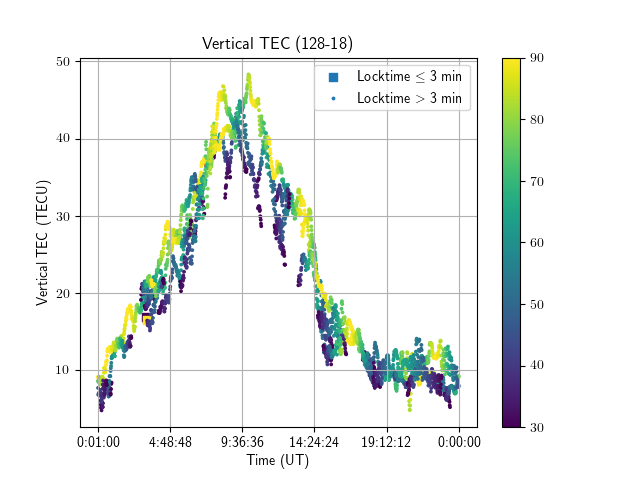 Vertical TEC (128-18)
Locktime ≤ 3 min
Locktime > 3 min
Vertical TEC (TECU)
50
40
30
20
10
0:01:00 4:48:48 9:36:36 14:24:24 19:12:12 0:00:00
Time (UT)
90
80
70
60
50
40
30